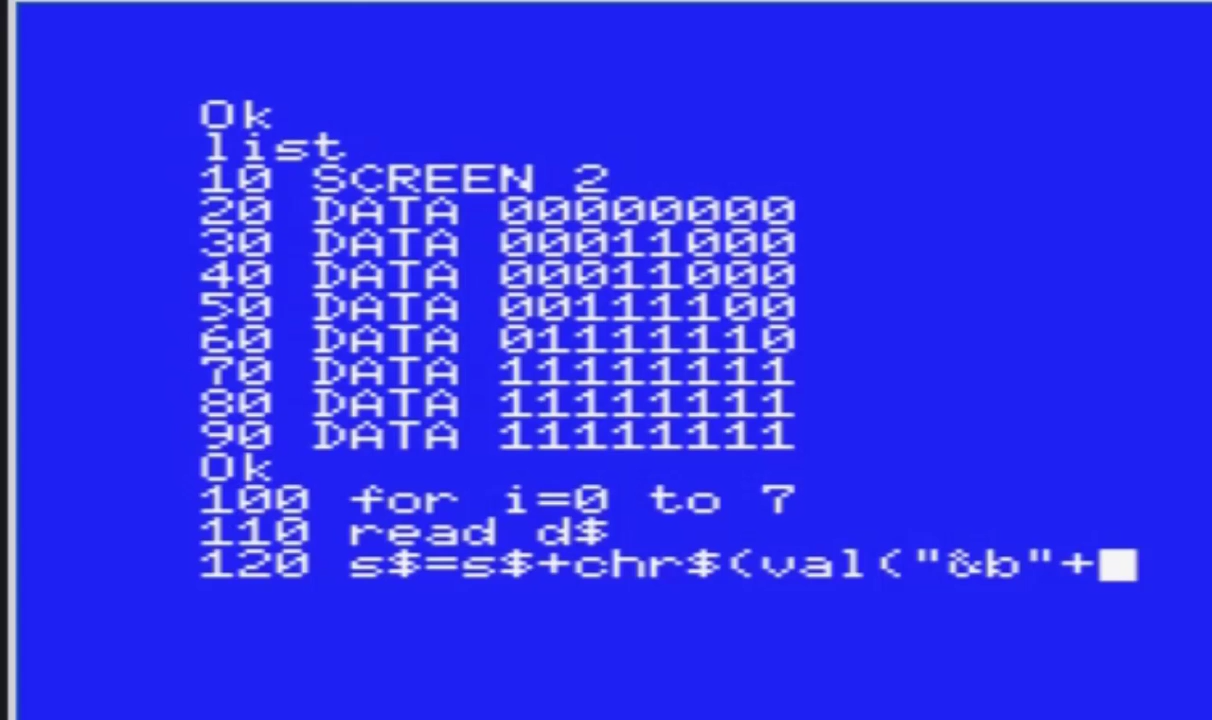 Ok
list
10 SCREEN 2
20 DATA 00000000
30 DATA 00011000
40 DATA 00011000
50 DATA 00111100
60 DATA 01111110
70 DATA 11111111
80 DATA 11111111
90 DATA 11111111
Ok
100 for i=0 to 7
110 read d$
120 s$=s$+chr$(val("&b"+